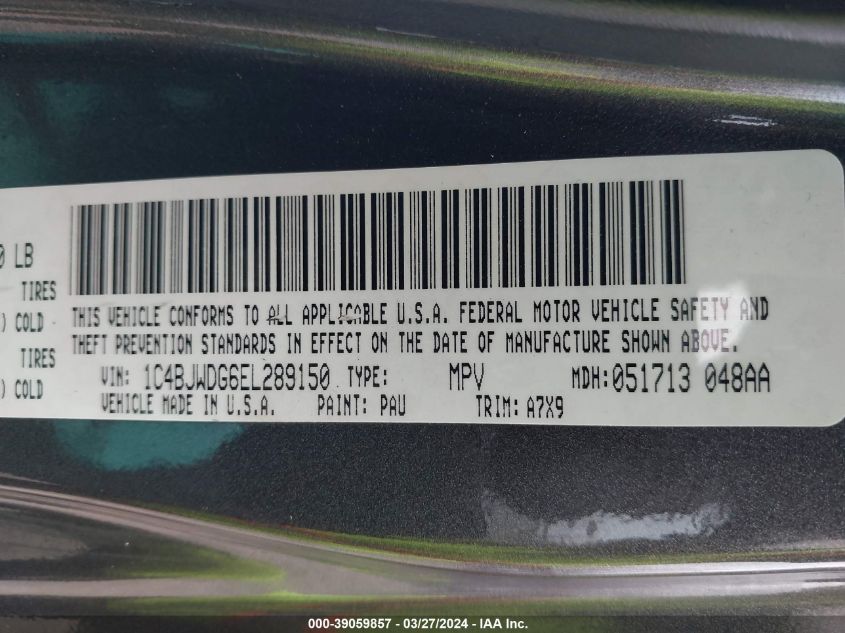 0 LB
TIRES
) COLD
TIRES
) COLD
THIS VEHICLE CONFORMS TO ALL APPLICABLE U.S.A. FEDERAL MOTOR VEHICLE SAFETY AND
THEFT PREVENTION STANDARDS IN EFFECT ON THE DATE OF MANUFACTURE SHOWN ABOVE.
VIN: 1C4BJWDG6EL289150 TYPE: MPV MDH:051713 048AA
VEHICLE MADE IN U.S.A. PAINT: PAU TRIM: A7X9
000-39059857 - 03/27/2024 - IAA Inc.